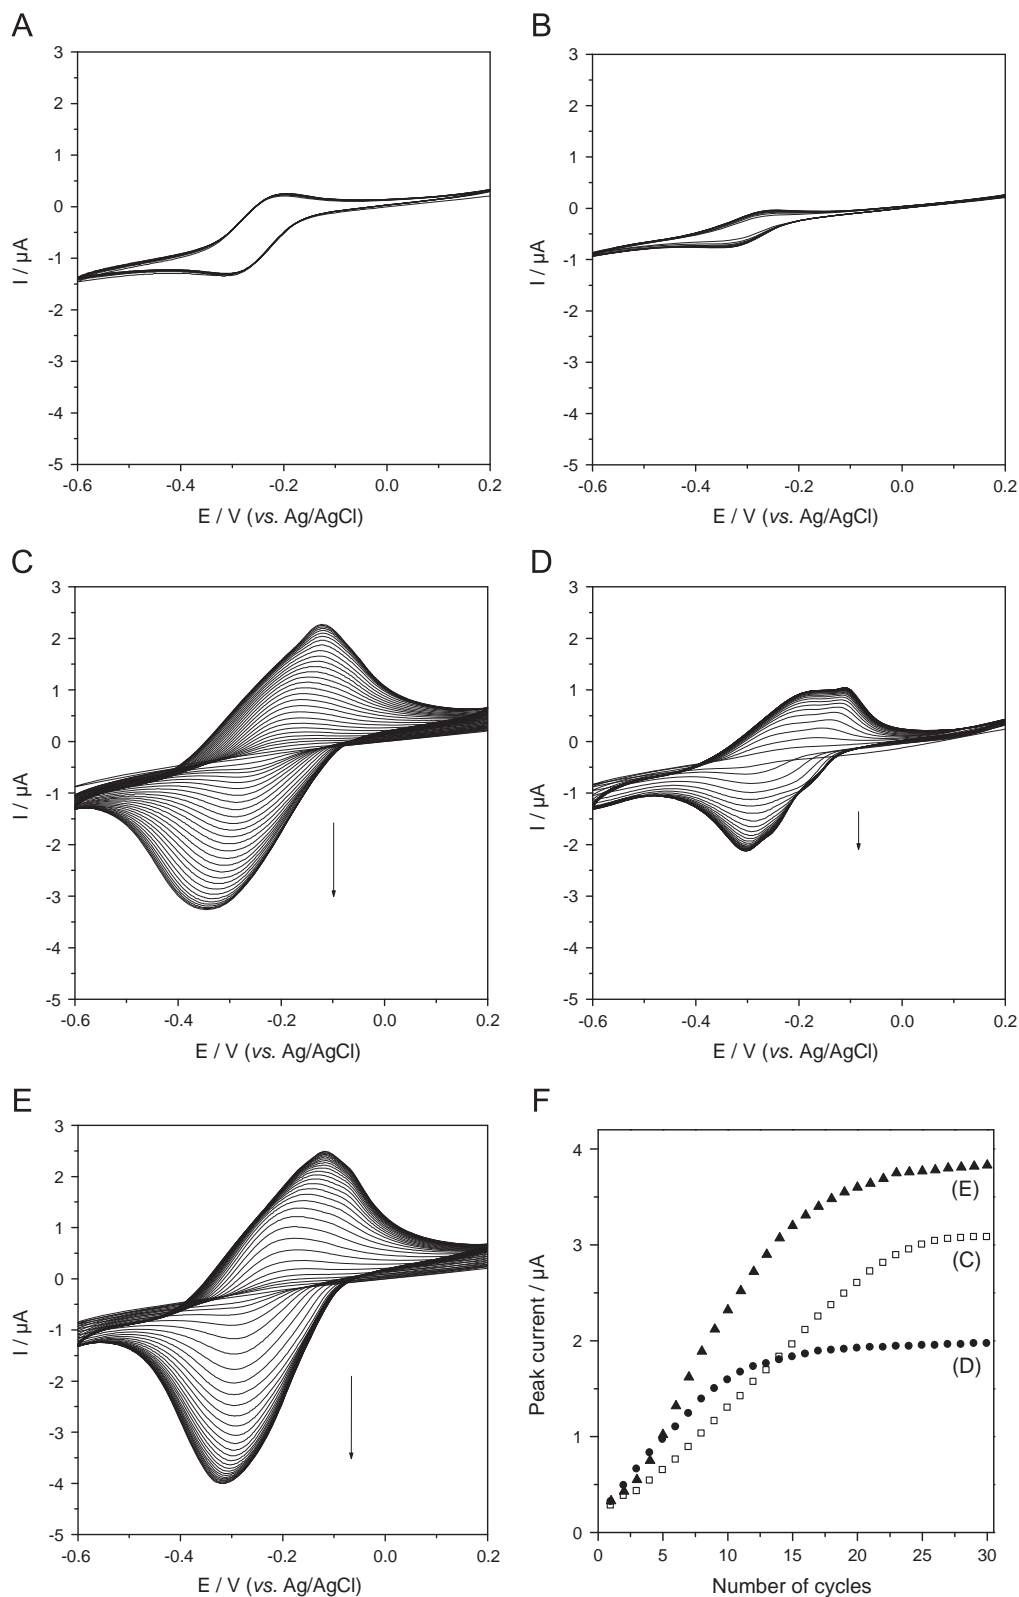 A
3
2
1
0
-1
-2
-3
-4
-5
I / µA
-0.6 -0.4 -0.2 0.0 0.2
E / V (vs. Ag/AgCl)
B
3
2
1
0
-1
-2
-3
-4
-5
I / µA
-0.6 -0.4 -0.2 0.0 0.2
E / V (vs. Ag/AgCl)
C
3
2
1
0
-1
-2
-3
-4
-5
I / µA
-0.6 -0.4 -0.2 0.0 0.2
E / V (vs. Ag/AgCl)
D
3
2
1
0
-1
-2
-3
-4
-5
I / µA
-0.6 -0.4 -0.2 0.0 0.2
E / V (vs. Ag/AgCl)
E
3
2
1
0
-1
-2
-3
-4
-5
I / µA
-0.6 -0.4 -0.2 0.0 0.2
E / V (vs. Ag/AgCl)
F
4
3
2
1
0
Peak current / µA
(E)
(C)
(D)
0 5 10 15 20 25 30
Number of cycles